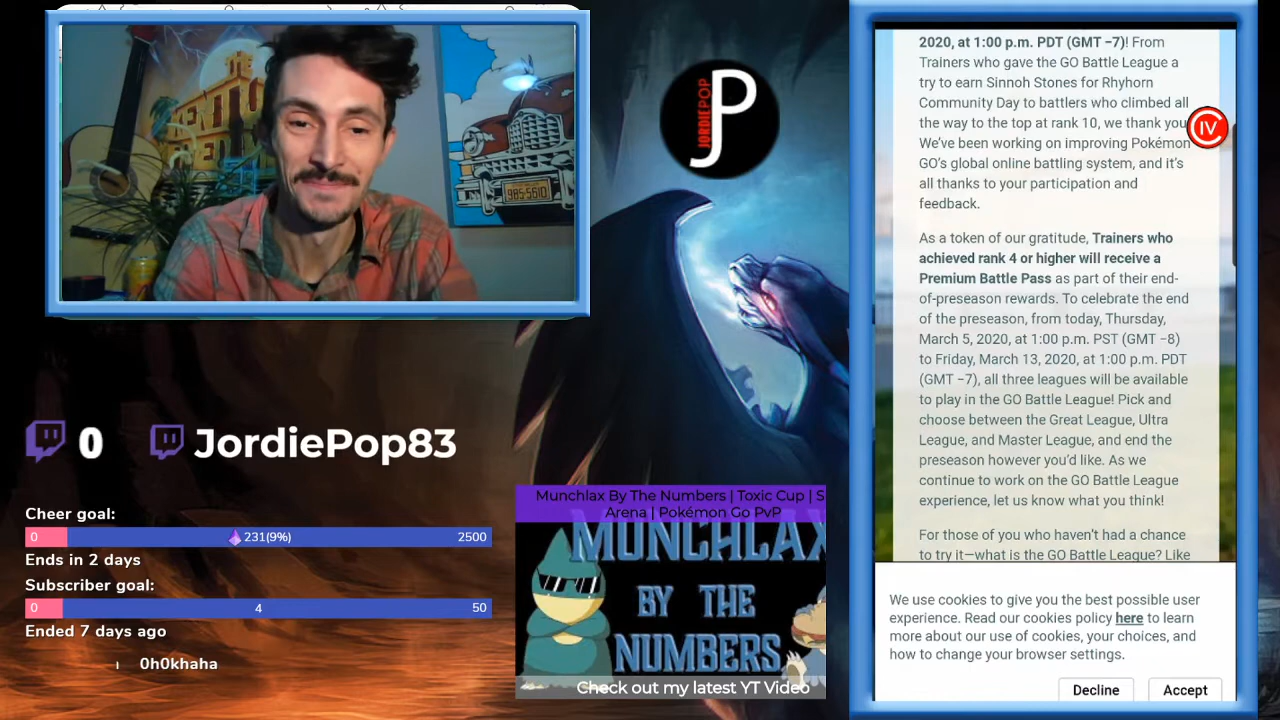 985·5610
JORDIEPOP
JP
0
JordiePop83
Cheer goal:
0 231(9%) 2500
Ends in 2 days
Subscriber goal:
0 4 50
Ended 7 days ago
0h0khaha
Munchlax By The Numbers | Toxic Cup | S
Arena | Pokémon Go PvP
MUNCHLAX
BY THE
NUMBERS
Check out my latest YT Video
2020, at 1:00 p.m. PDT (GMT −7)! From
Trainers who gave the GO Battle League a
try to earn Sinnoh Stones for Rhyhorn
Community Day to battlers who climbed all
the way to the top at rank 10, we thank you
We've been working on improving Pokémon
GO's global online battling system, and it's
all thanks to your participation and
feedback.
As a token of our gratitude, Trainers who
achieved rank 4 or higher will receive a
Premium Battle Pass as part of their end-
of-preseason rewards. To celebrate the end
of the preseason, from today, Thursday,
March 5, 2020, at 1:00 p.m. PST (GMT −8)
to Friday, March 13, 2020, at 1:00 p.m. PDT
(GMT −7), all three leagues will be available
to play in the GO Battle League! Pick and
choose between the Great League, Ultra
League, and Master League, and end the
preseason however you'd like. As we
continue to work on the GO Battle League
experience, let us know what you think!
For those of you who haven't had a chance
to try it—what is the GO Battle League? Like
IV
We use cookies to give you the best possible user
experience. Read our cookies policy here to learn
more about our use of cookies, your choices, and
how to change your browser settings.
Decline Accept